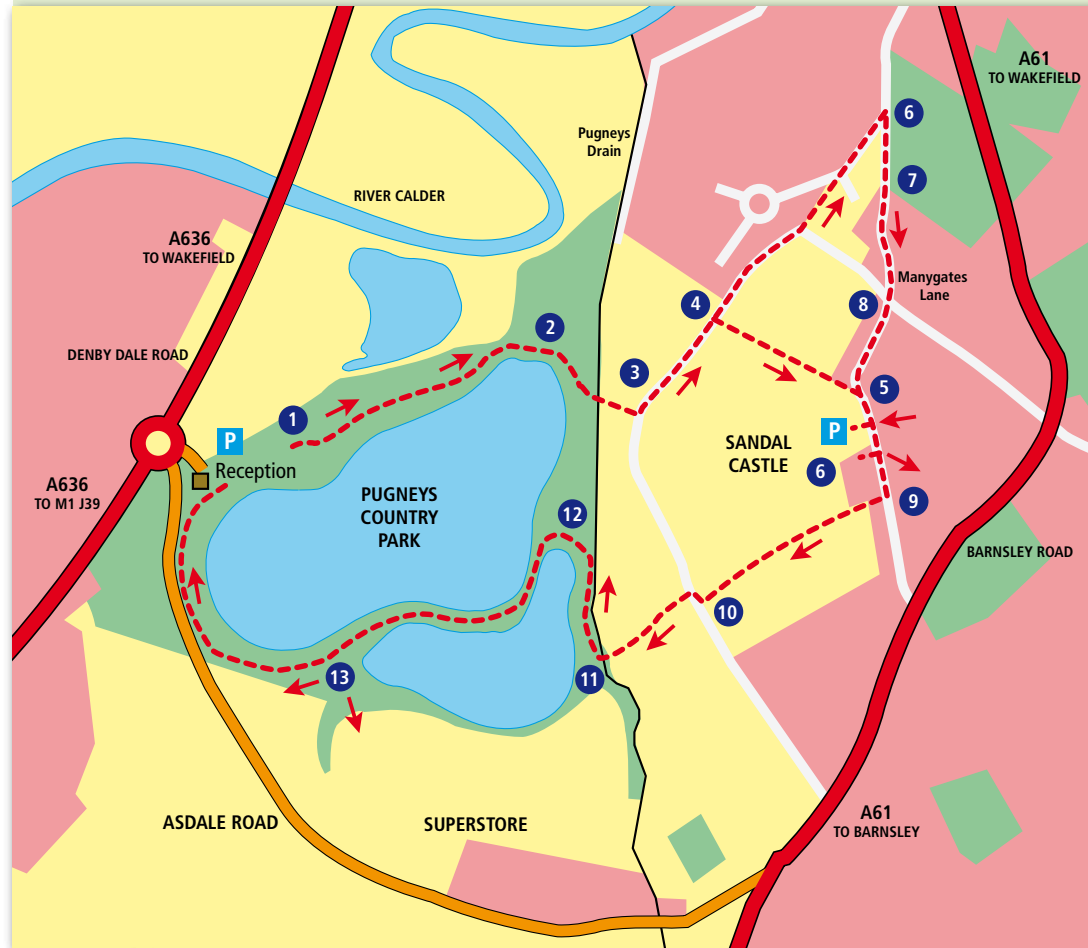 A61
TO WAKEFIELD
6
Pugneys
Drain
7
RIVER CALDER
A636
TO WAKEFIELD
Manygates
Lane
4
8
2
DENBY DALE ROAD
3
5
1
P
P
Reception
SANDAL
CASTLE
6
A636
TO M1 J39
PUGNEYS
COUNTRY
PARK
9
12
BARNSLEY ROAD
10
11
13
ASDALE ROAD
SUPERSTORE
A61
TO BARNSLEY